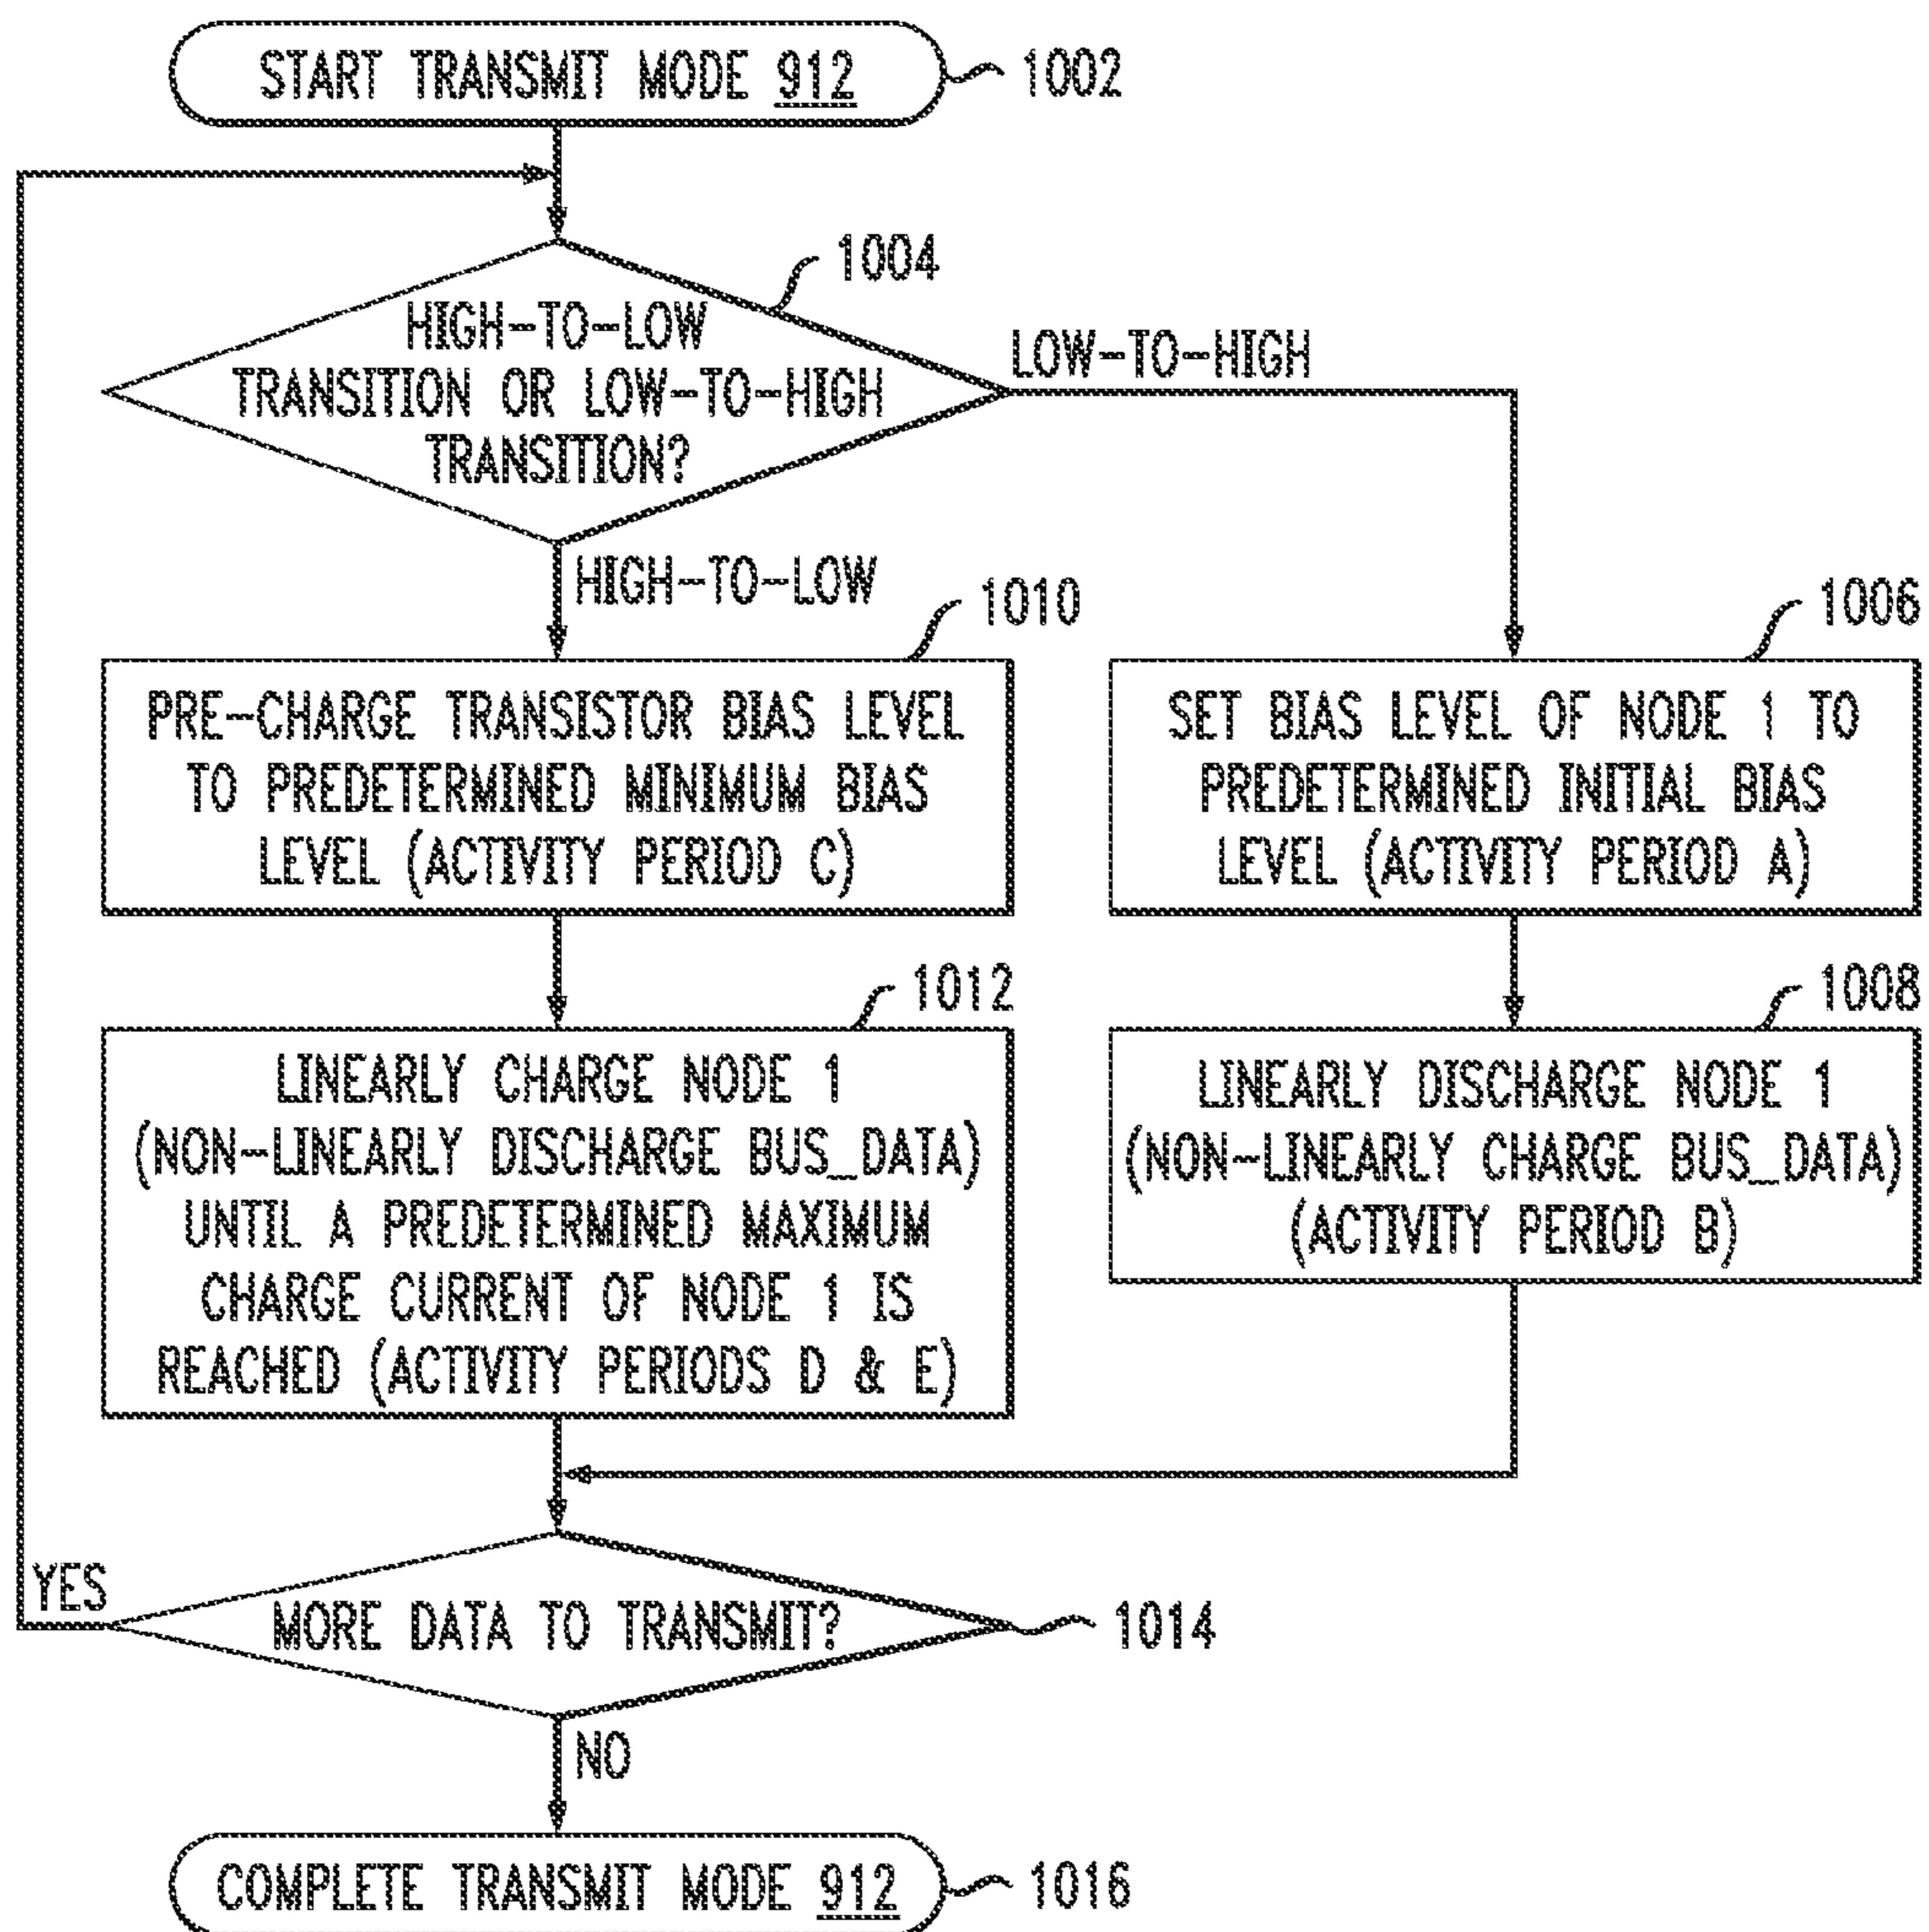 START TRANSMIT MODE 912
1002
1004
HIGH-TO-LOW
TRANSITION OR LOW-TO-HIGH
TRANSITION?
LOW-TO-HIGH
HIGH-TO-LOW
1010
PRE-CHARGE TRANSISTOR BIAS LEVEL
TO PREDETERMINED MINIMUM BIAS
LEVEL (ACTIVITY PERIOD C)
1006
SET BIAS LEVEL OF NODE 1 TO
PREDETERMINED INITIAL BIAS
LEVEL (ACTIVITY PERIOD A)
1012
LINEARLY CHARGE NODE 1
(NON-LINEARLY DISCHARGE BUS_DATA)
UNTIL A PREDETERMINED MAXIMUM
CHARGE CURRENT OF NODE 1 IS
REACHED (ACTIVITY PERIODS D & E)
1008
LINEARLY DISCHARGE NODE 1
(NON-LINEARLY CHARGE BUS_DATA)
(ACTIVITY PERIOD B)
YES
MORE DATA TO TRANSMIT?
1014
NO
COMPLETE TRANSMIT MODE 912
1016